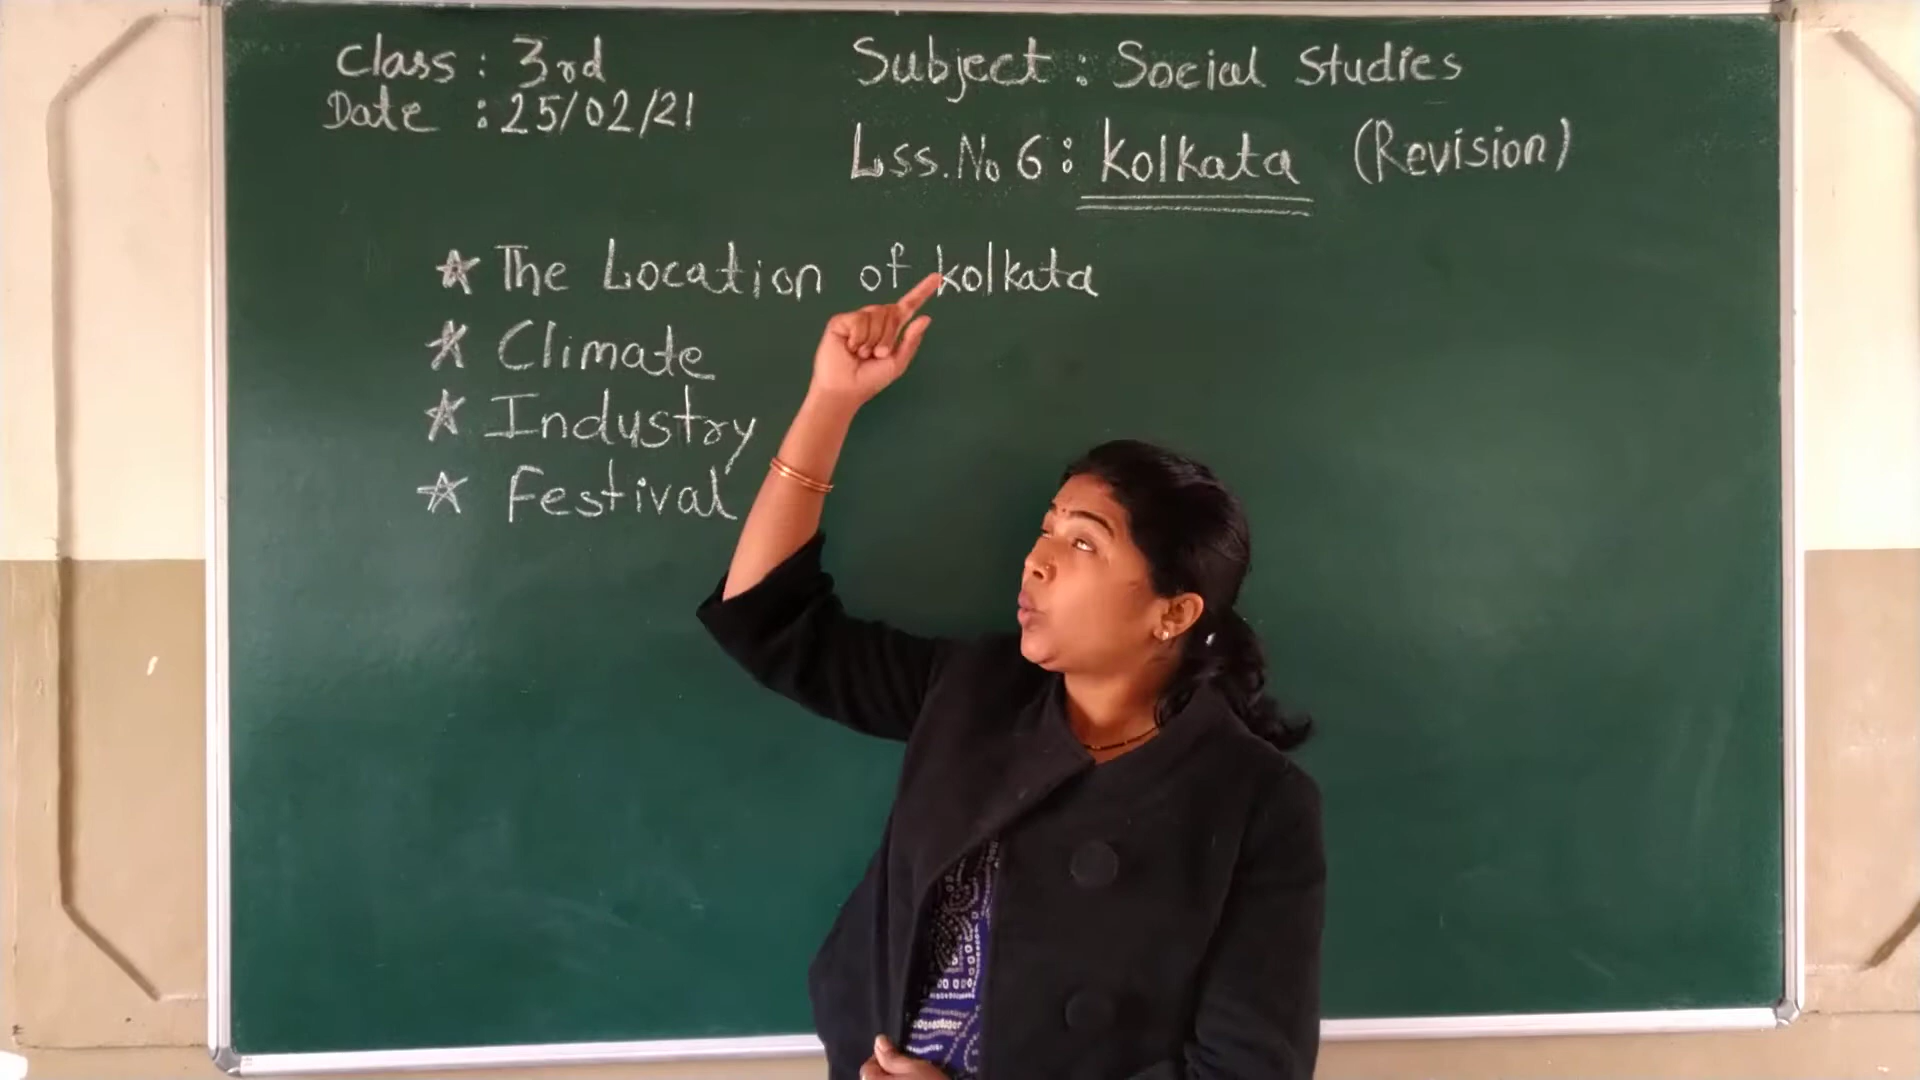 Class : 3rd
Date : 25/02/21
Subject : Social Studies
Lss. No 6 : Kolkata (Revision)
☆ The Location of Kolkata
☆ Climate
☆ Industry
☆ Festival